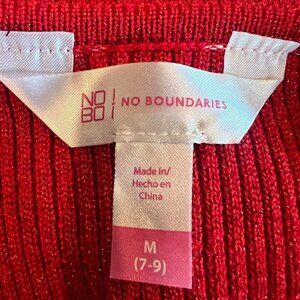 NO
BO
NO BOUNDARIES
Made in/
Hecho en
China
M
(7-9)